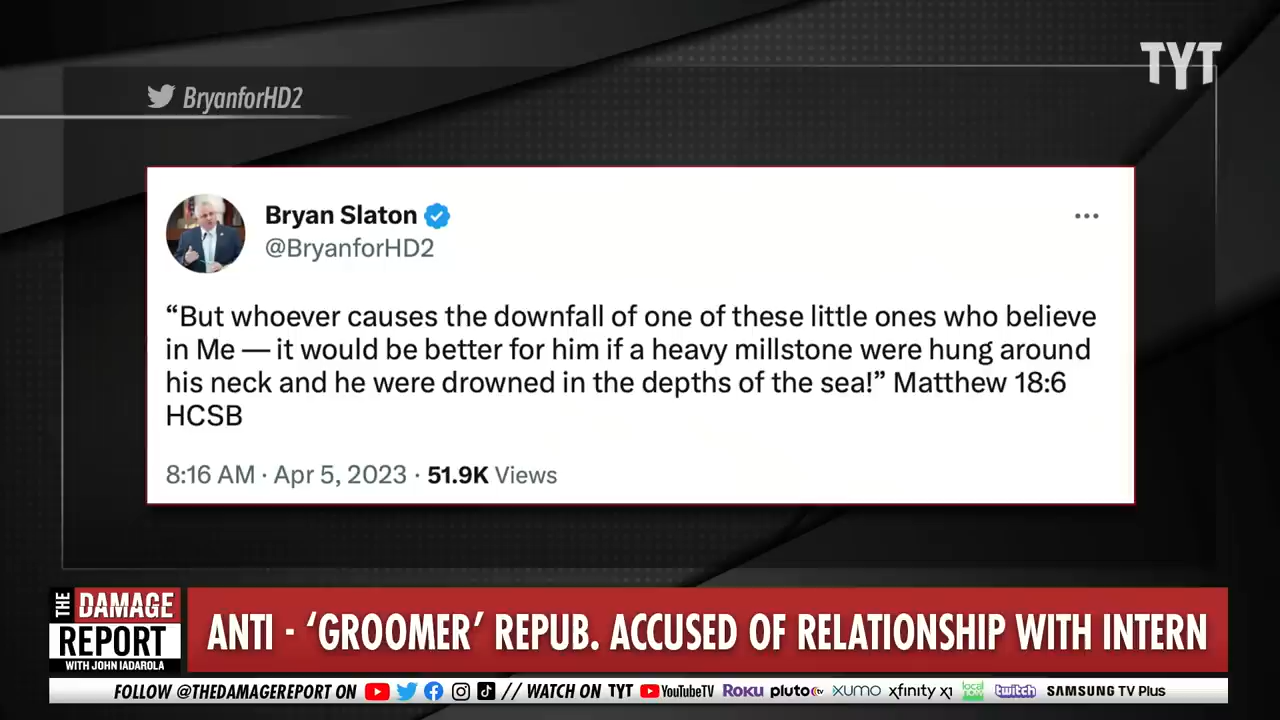 TYT
BryanforHD2
Bryan Slaton
@BryanforHD2
“But whoever causes the downfall of one of these little ones who believe
in Me — it would be better for him if a heavy millstone were hung around
his neck and he were drowned in the depths of the sea!” Matthew 18:6
HCSB
8:16 AM · Apr 5, 2023 · 51.9K Views
THE DAMAGE
REPORT
WITH JOHN IADAROLA
ANTI - ‘GROOMER’ REPUB. ACCUSED OF RELATIONSHIP WITH INTERN
FOLLOW @THEDAMAGEREPORT ON // WATCH ON TYT YouTubeTV ROKU pluto tv XUMO xfinity X1 local now twitch SAMSUNG TV Plus